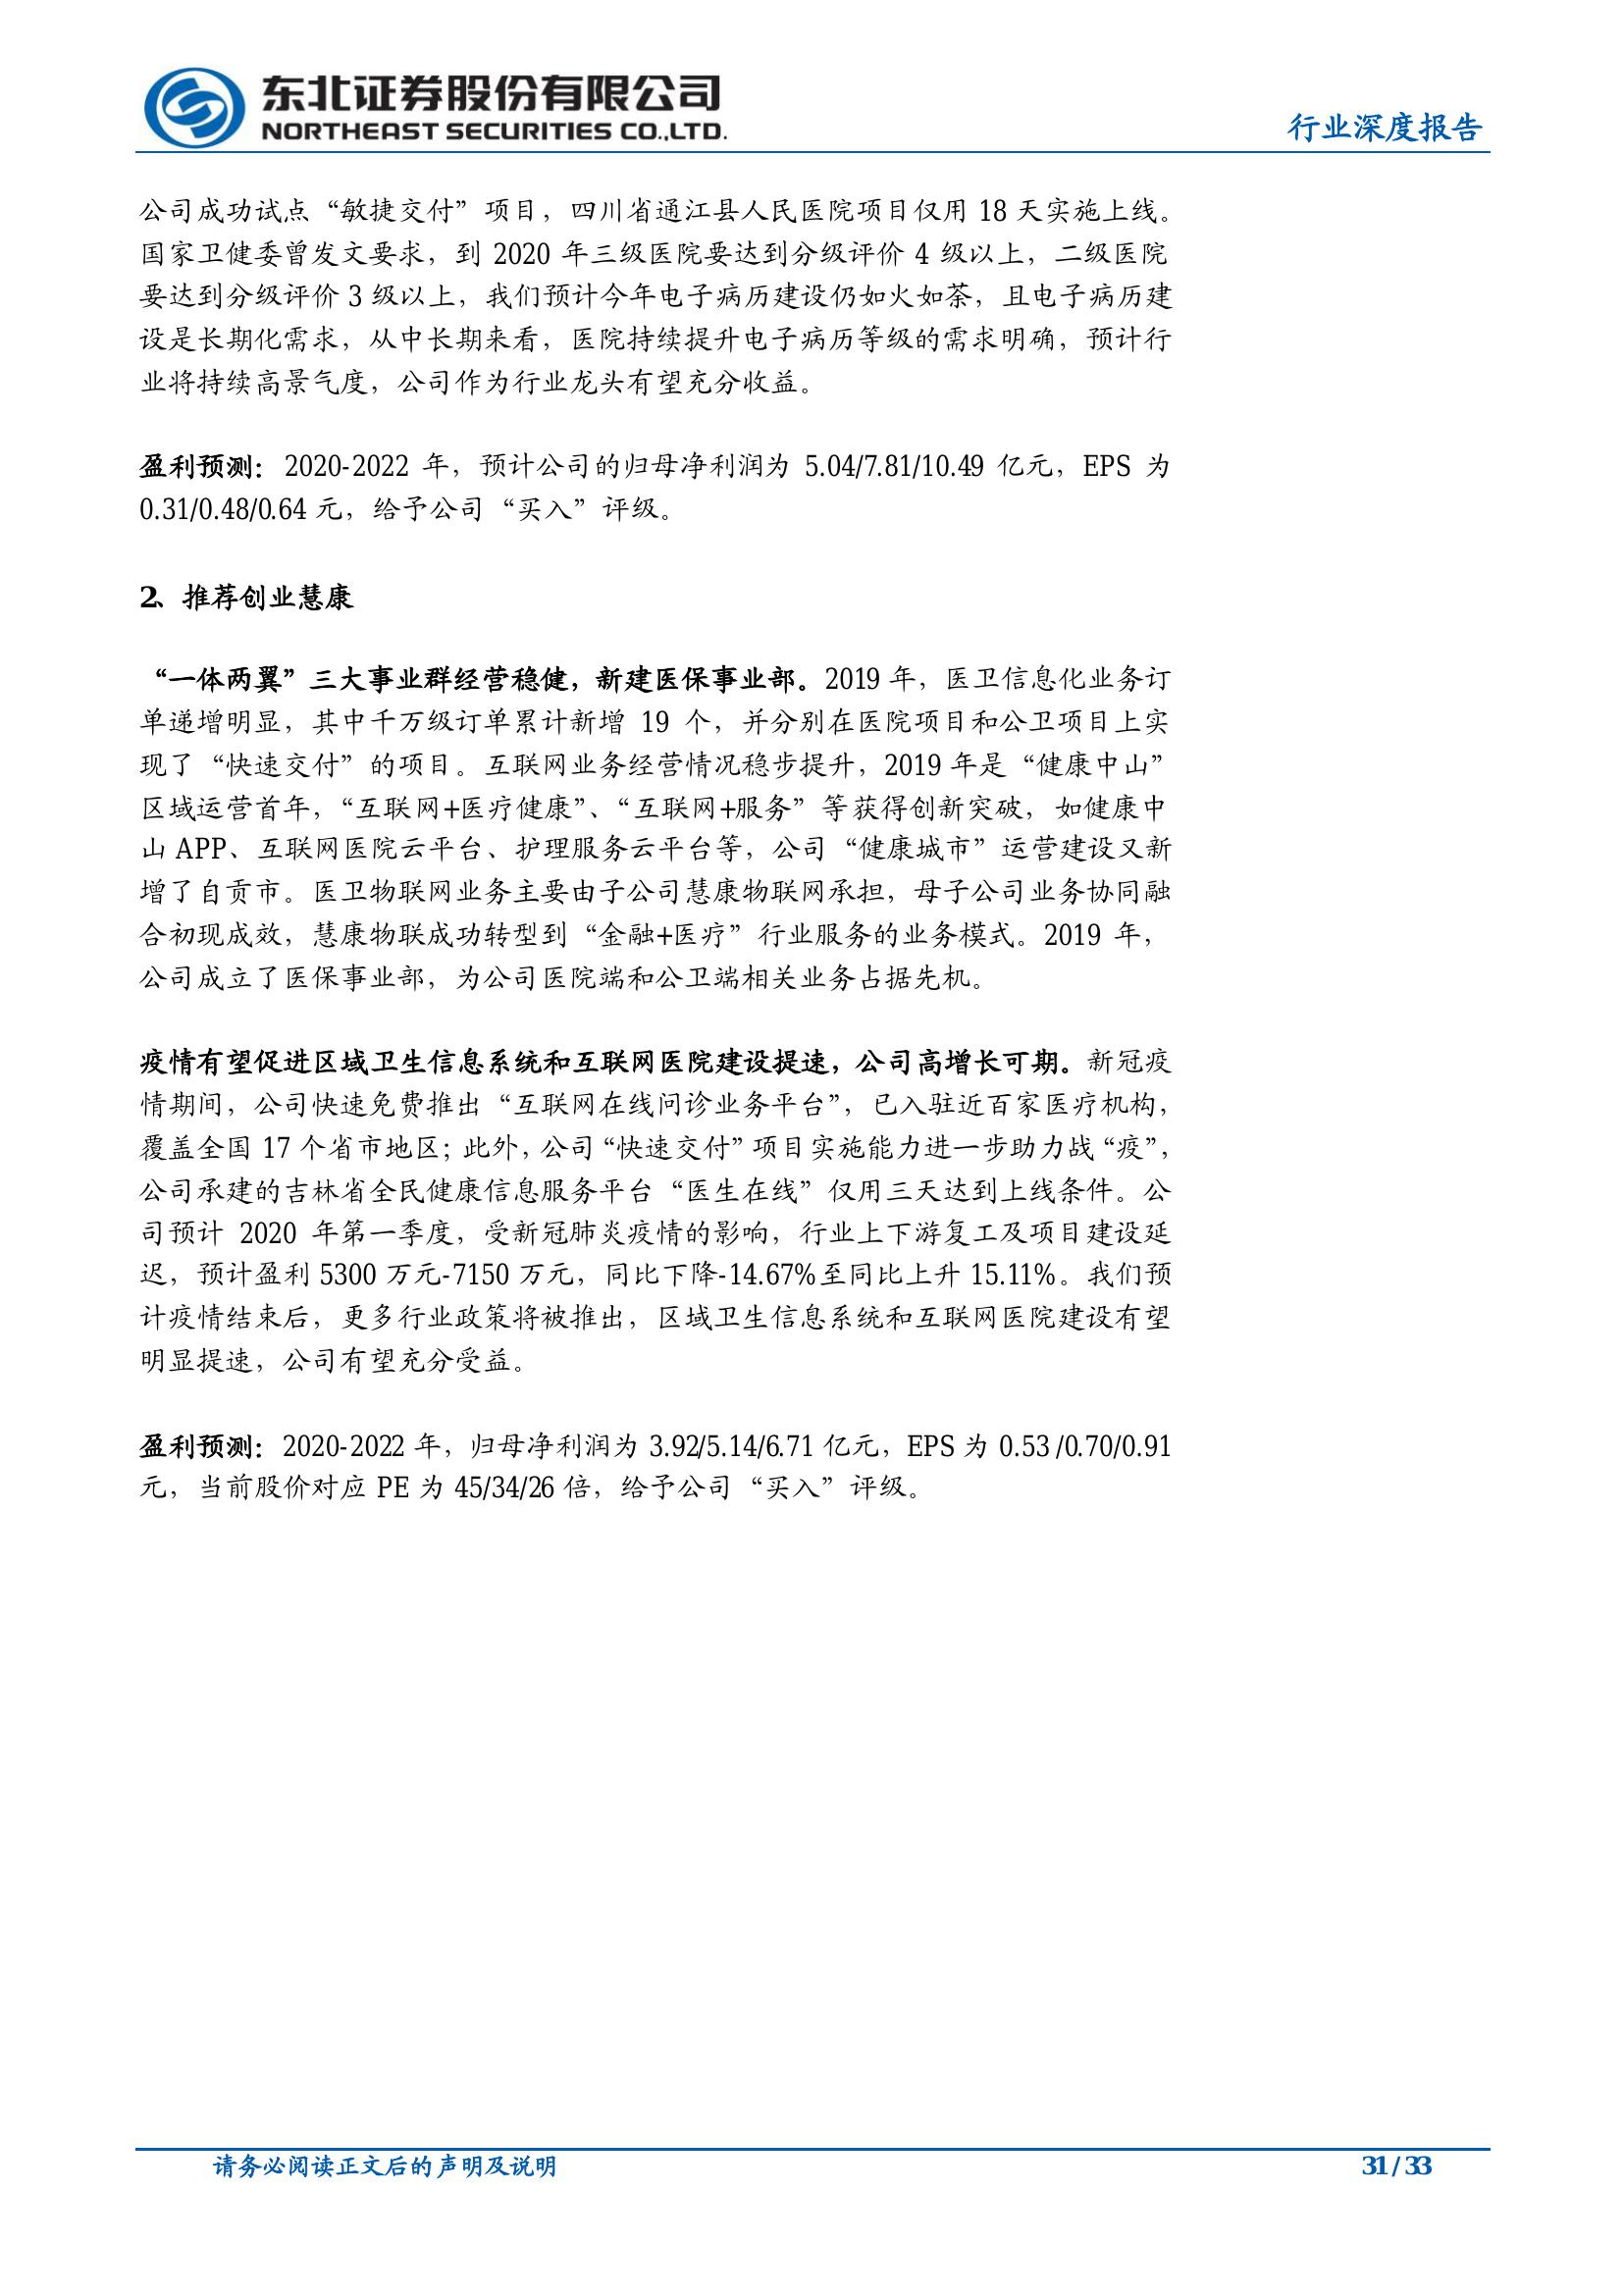 东北证券股份有限公司
NORTHEAST SECURITIES CO.,LTD.
行业深度报告
公司成功试点“敏捷交付”项目，四川省通江县人民医院项目仅用 18 天实施上线。
国家卫健委曾发文要求，到 2020 年三级医院要达到分级评价 4 级以上，二级医院
要达到分级评价 3 级以上，我们预计今年电子病历建设仍如火如荼，且电子病历建
设是长期化需求，从中长期来看，医院持续提升电子病历等级的需求明确，预计行
业将持续高景气度，公司作为行业龙头有望充分收益。
盈利预测：2020-2022 年，预计公司的归母净利润为 5.04/7.81/10.49 亿元，EPS 为
0.31/0.48/0.64 元，给予公司“买入”评级。
2、推荐创业慧康
“一体两翼”三大事业群经营稳健，新建医保事业部。2019 年，医卫信息化业务订
单递增明显，其中千万级订单累计新增 19 个，并分别在医院项目和公卫项目上实
现了“快速交付”的项目。互联网业务经营情况稳步提升，2019 年是“健康中山”
区域运营首年，“互联网+医疗健康”、“互联网+服务”等获得创新突破，如健康中
山 APP、互联网医院云平台、护理服务云平台等，公司“健康城市”运营建设又新
增了自贡市。医卫物联网业务主要由子公司慧康物联网承担，母子公司业务协同融
合初现成效，慧康物联成功转型到“金融+医疗”行业服务的业务模式。2019 年，
公司成立了医保事业部，为公司医院端和公卫端相关业务占据先机。
疫情有望促进区域卫生信息系统和互联网医院建设提速，公司高增长可期。新冠疫
情期间，公司快速免费推出“互联网在线问诊业务平台”，已入驻近百家医疗机构，
覆盖全国 17 个省市地区；此外，公司“快速交付”项目实施能力进一步助力战“疫”，
公司承建的吉林省全民健康信息服务平台“医生在线”仅用三天达到上线条件。公
司预计 2020 年第一季度，受新冠肺炎疫情的影响，行业上下游复工及项目建设延
迟，预计盈利 5300 万元-7150 万元，同比下降-14.67%至同比上升 15.11%。我们预
计疫情结束后，更多行业政策将被推出，区域卫生信息系统和互联网医院建设有望
明显提速，公司有望充分受益。
盈利预测：2020-2022 年，归母净利润为 3.92/5.14/6.71 亿元，EPS 为 0.53 /0.70/0.91
元，当前股价对应 PE 为 45/34/26 倍，给予公司“买入”评级。
请务必阅读正文后的声明及说明
31 / 33